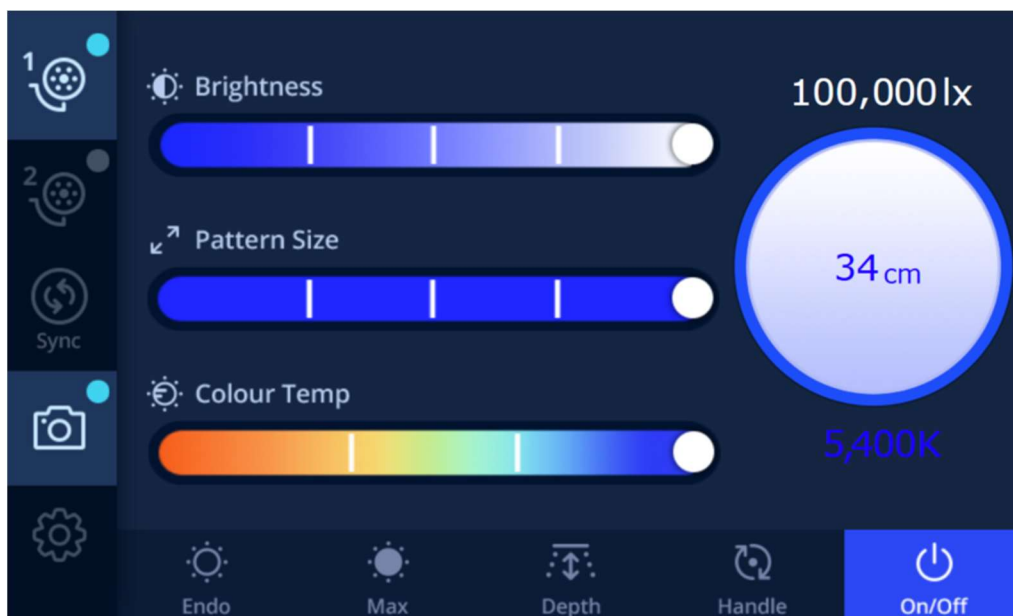 1
2
Sync
Brightness
Pattern Size
Colour Temp
100,000 lx
34 cm
5,400K
Endo
Max
Depth
Handle
On/Off